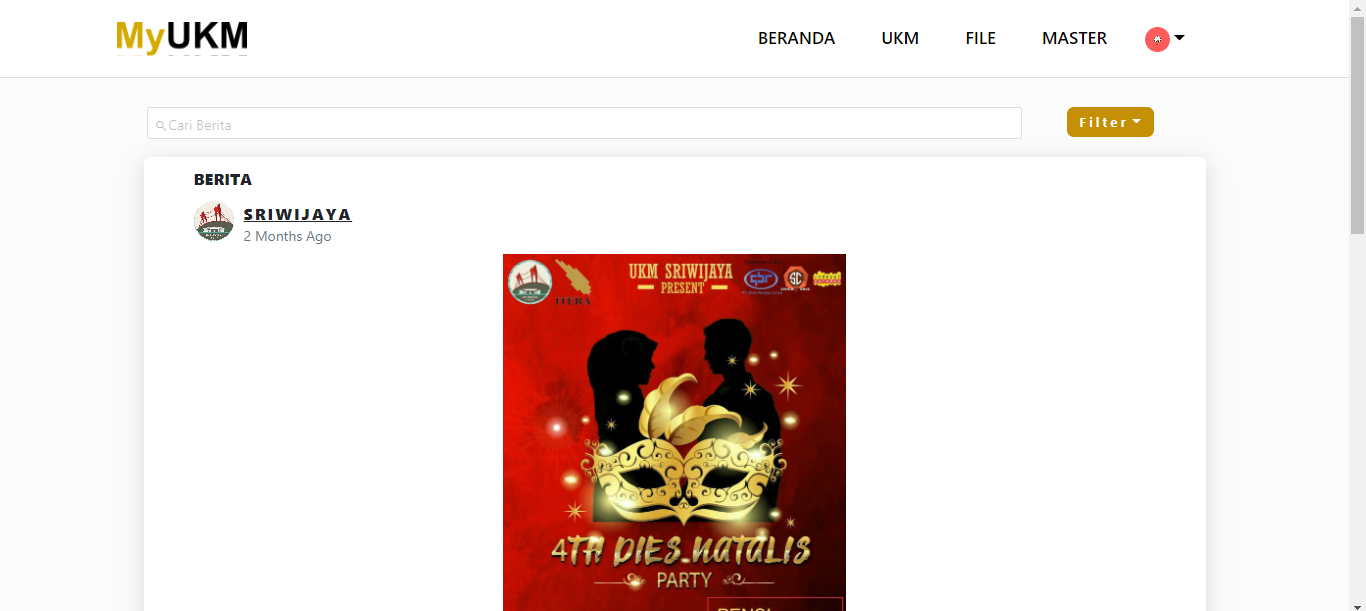 MyUKM
BERANDA UKM FILE MASTER
Cari Berita
Filter
BERITA
SRIWIJAYA
2 Months Ago
UKM SRIWIJAYA
PRESENT
ITERA
4TH DIES NATALIS
PARTY